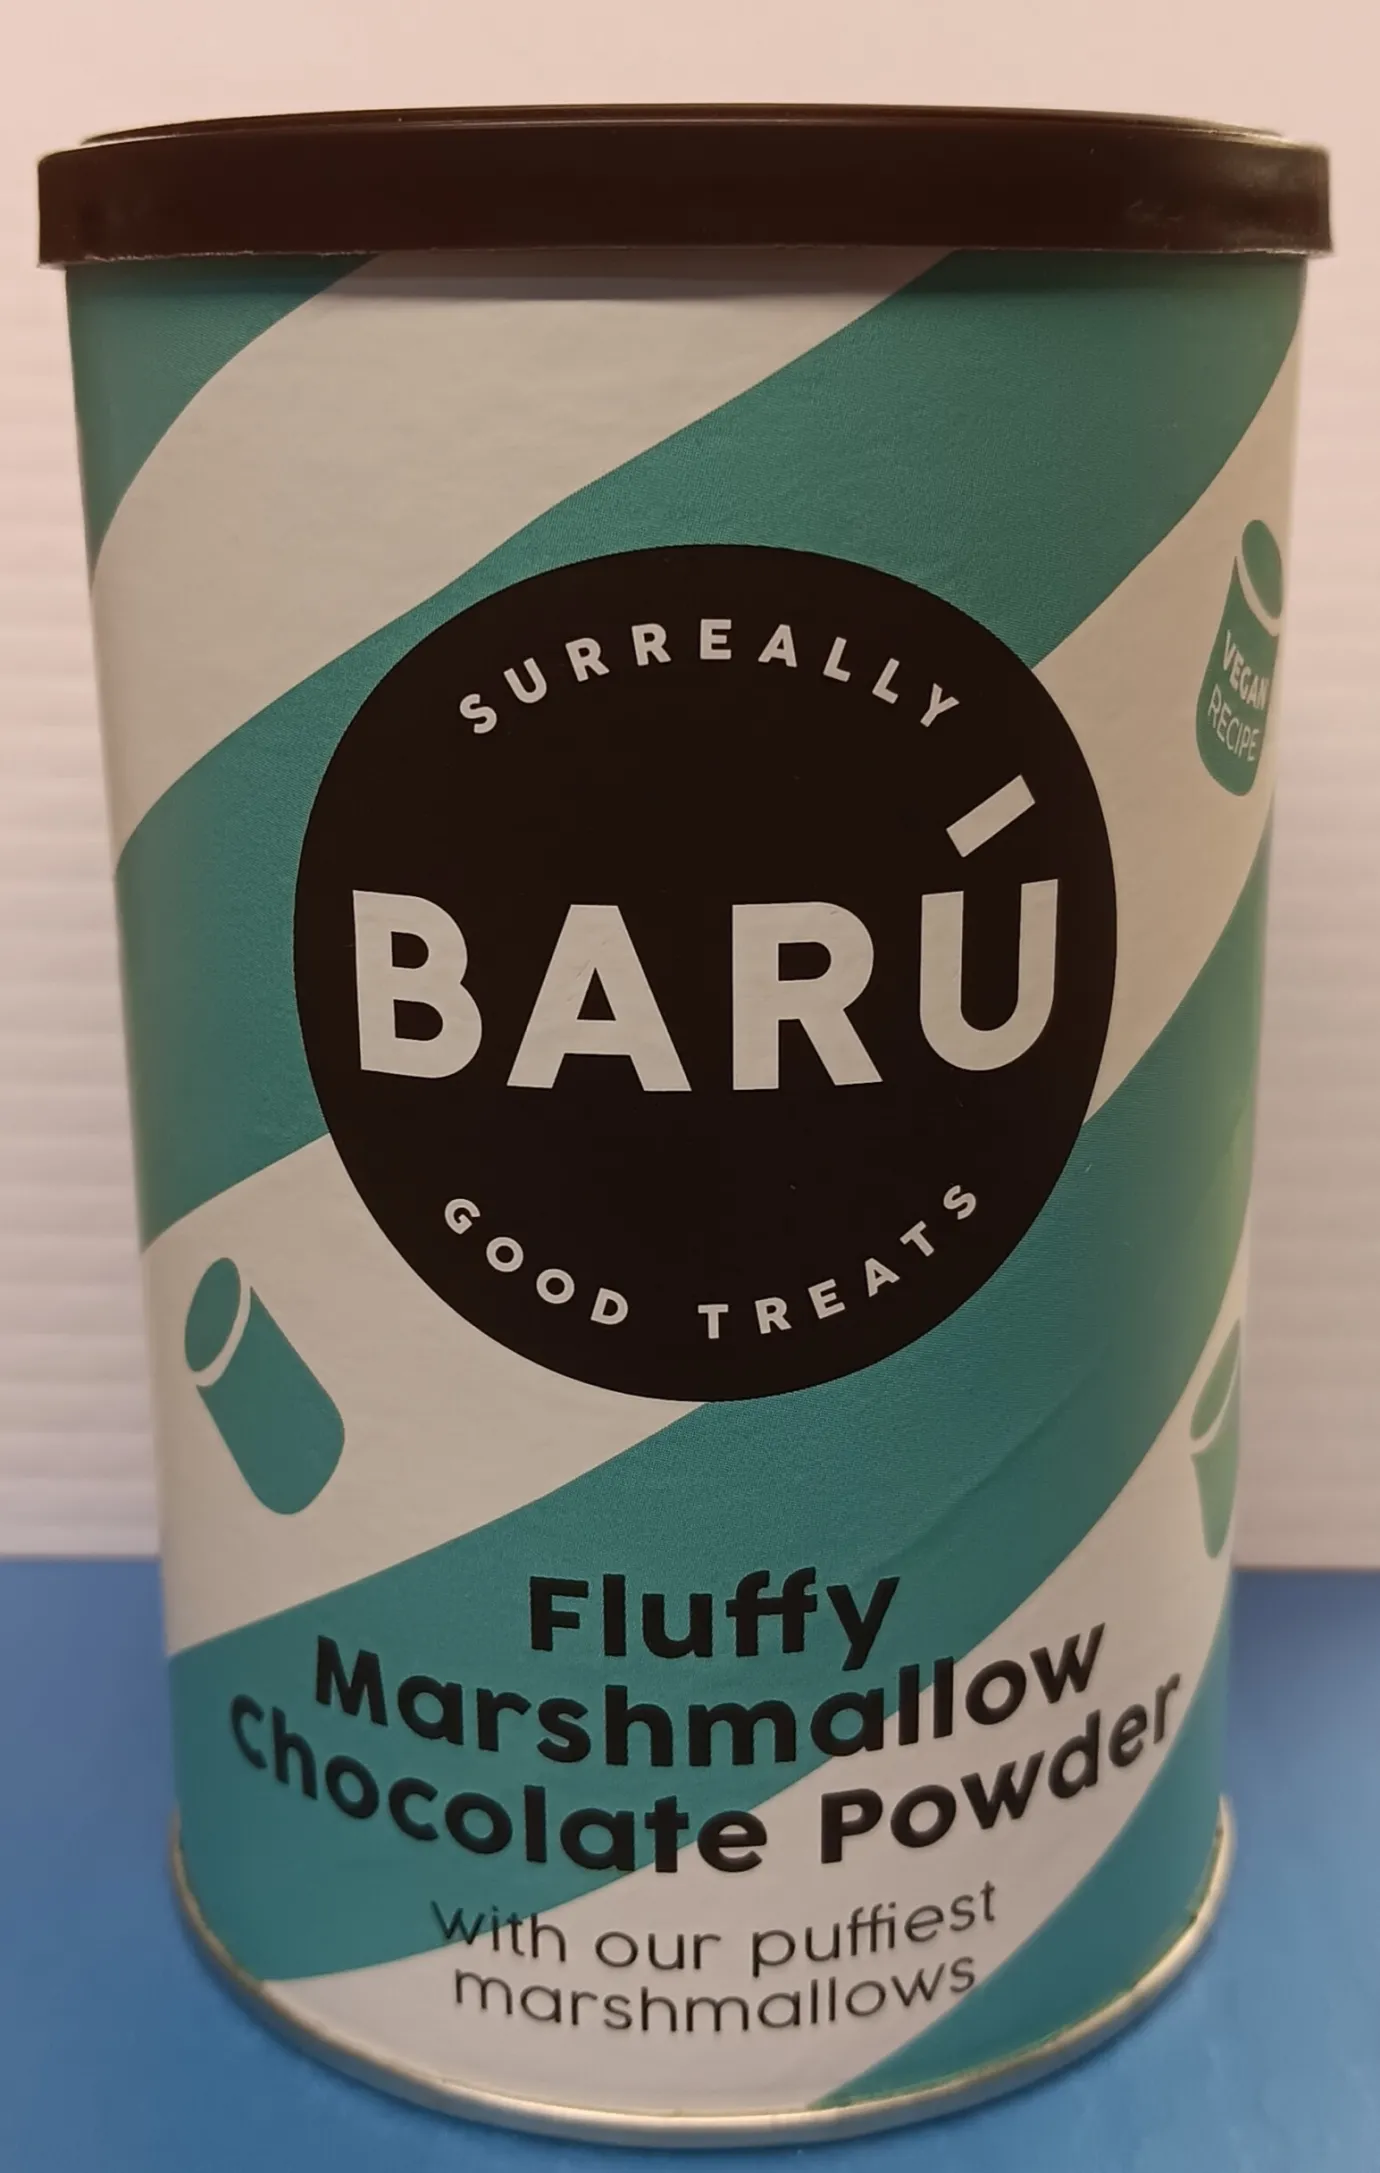 SURREALLY
BARÚ
GOOD TREATS
VEGAN
RECIPE
Fluffy
Marshmallow
Chocolate Powder
with our puffiest
marshmallows